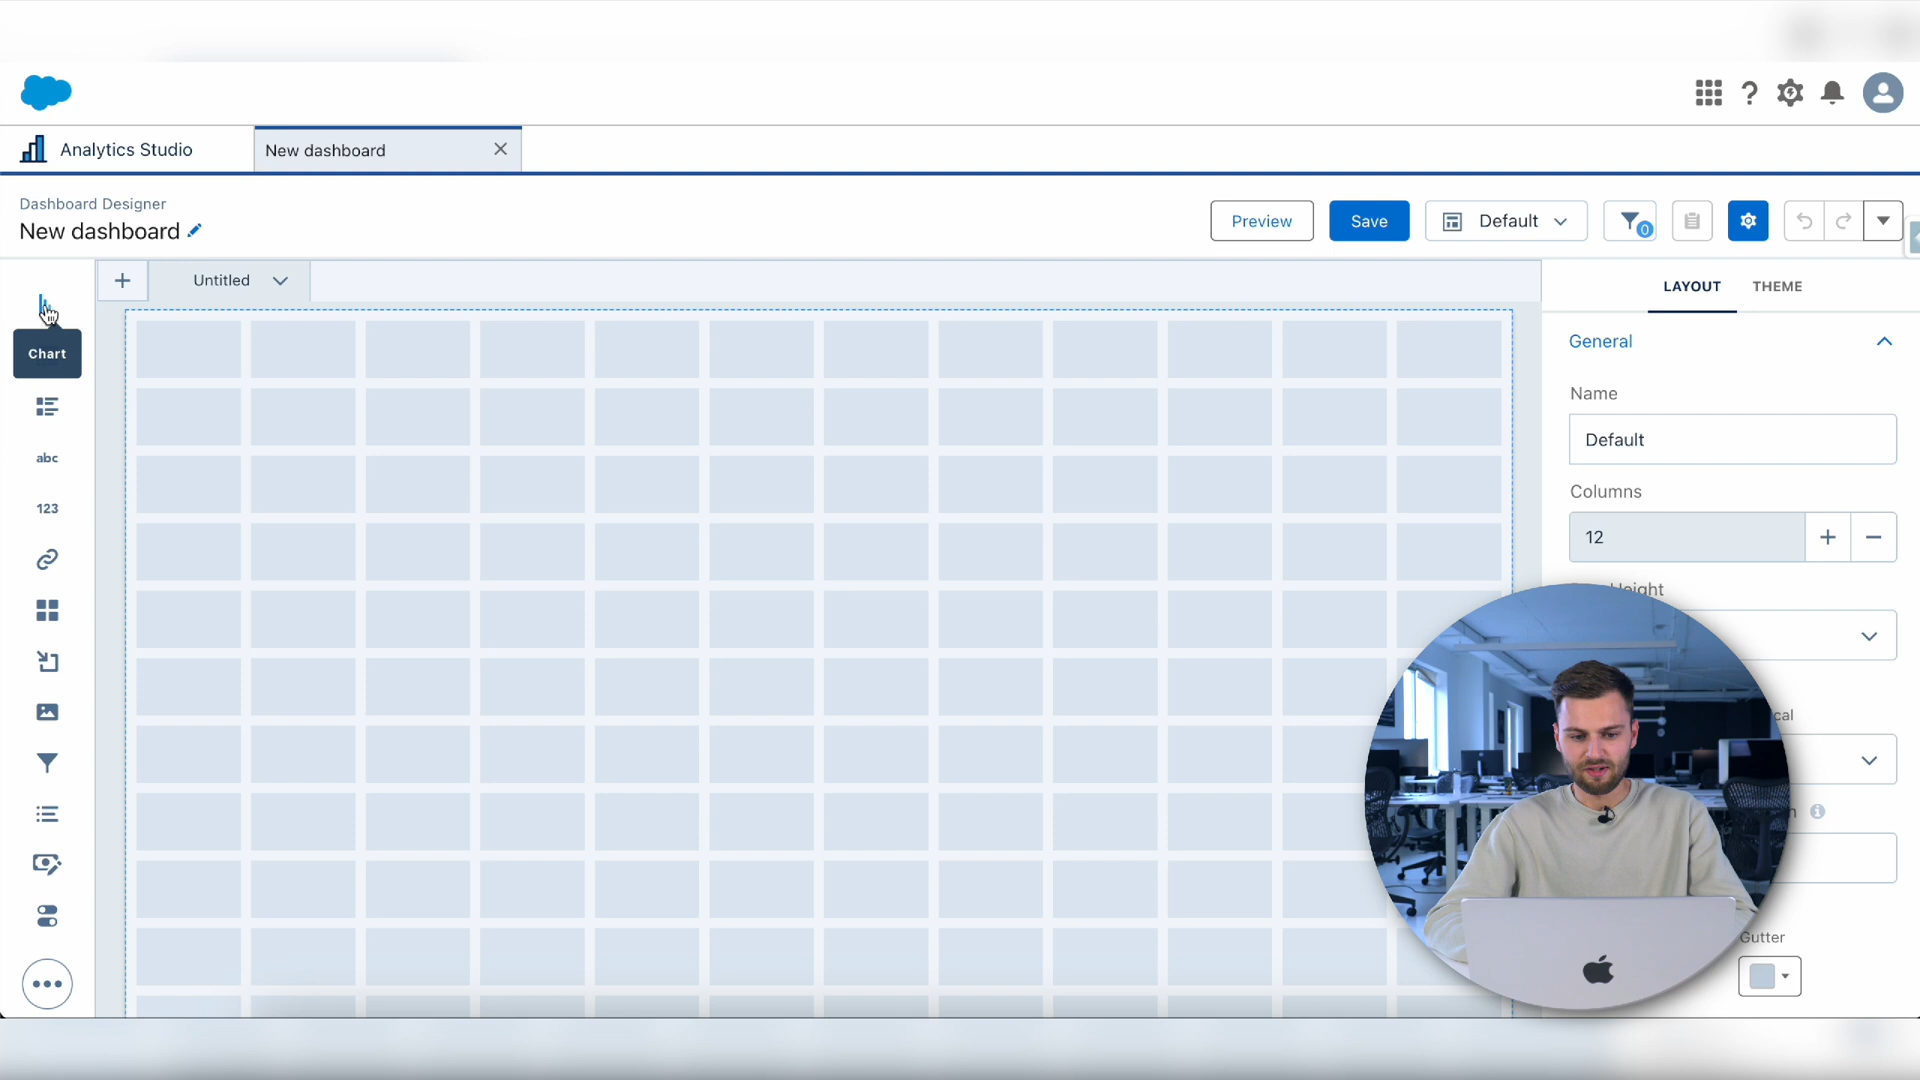 Analytics Studio
New dashboard
Dashboard Designer
New dashboard
Preview
Save
Default
0
Untitled
LAYOUT
THEME
Chart
abc
123
General
Name
Default
Columns
12
Height
Gutter